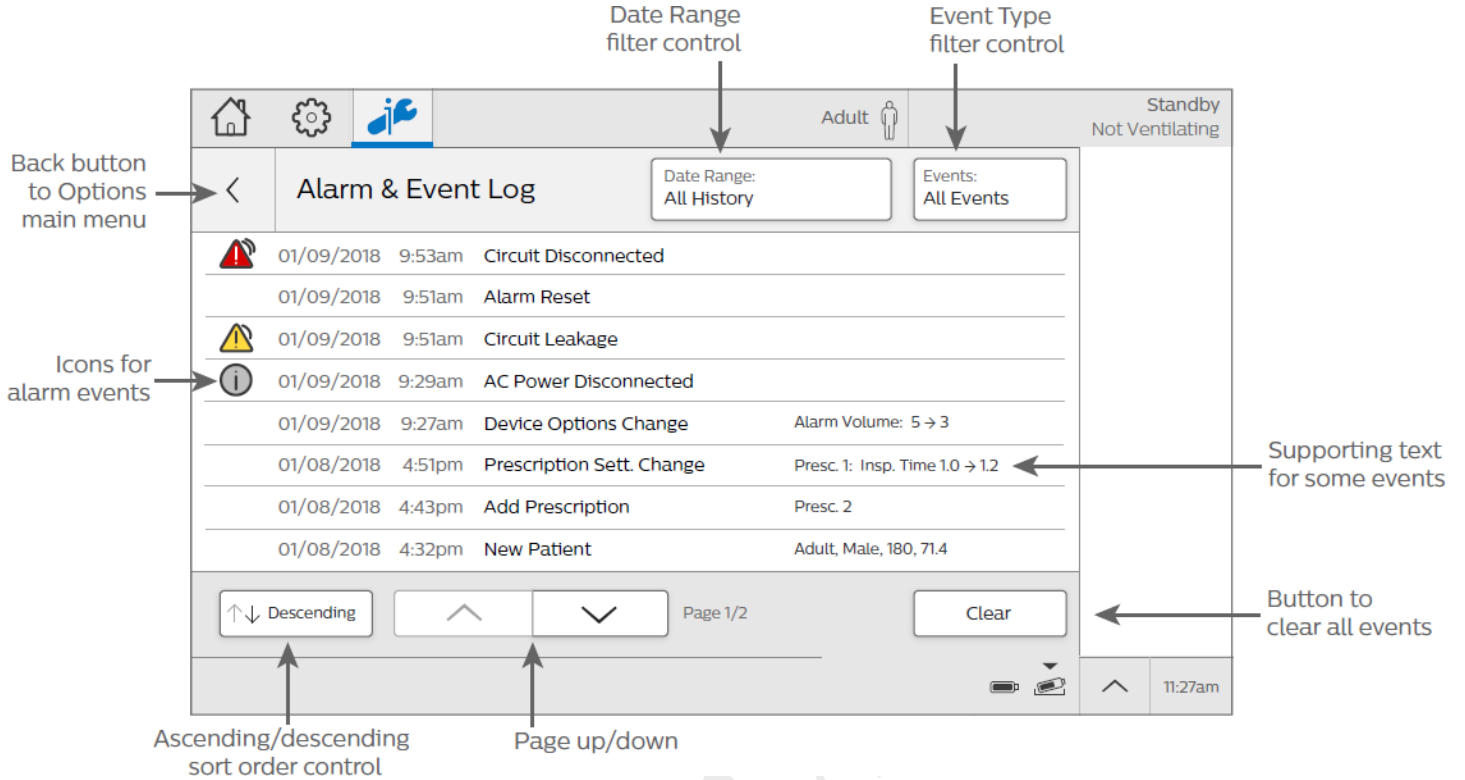 Date Range
filter control
Event Type
filter control
Adult
Standby
Not Ventilating
Back button
to Options
main menu
Alarm & Event Log
Date Range:
All History
Events:
All Events
01/09/2018 9:53am Circuit Disconnected
01/09/2018 9:51am Alarm Reset
01/09/2018 9:51am Circuit Leakage
Icons for
alarm events
01/09/2018 9:29am AC Power Disconnected
01/09/2018 9:27am Device Options Change Alarm Volume: 5 → 3
01/08/2018 4:51pm Prescription Sett. Change Presc. 1: Insp. Time 1.0 → 1.2
Supporting text
for some events
01/08/2018 4:43pm Add Prescription Presc. 2
01/08/2018 4:32pm New Patient Adult, Male, 180, 71.4
↑↓ Descending
Page 1/2
Clear
Button to
clear all events
11:27am
Ascending/descending
sort order control
Page up/down